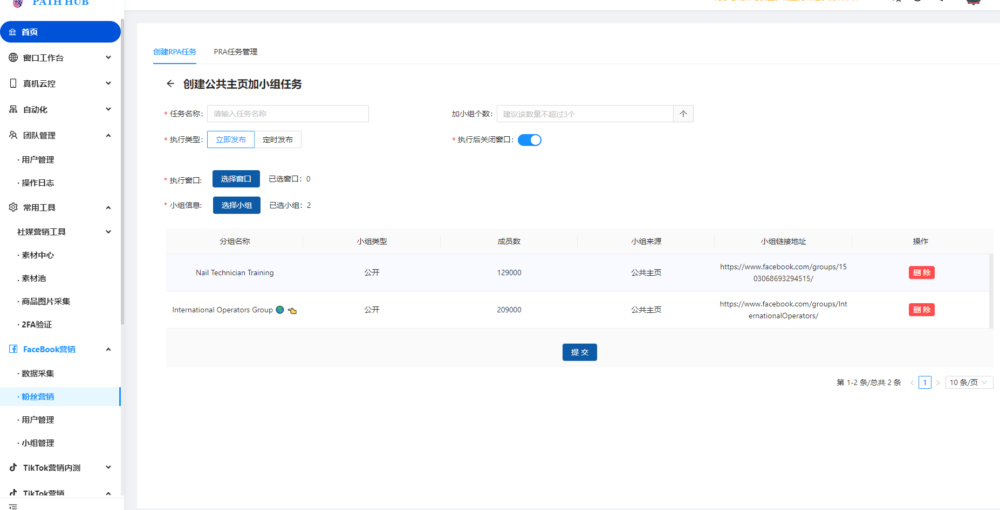 PATH HUB
首页
窗口工作台
真机云控
自动化
团队管理
· 用户管理
· 操作日志
常用工具
社媒营销工具
· 素材中心
. 素材池
· 商品图片采集
· 2FA验证
FaceBook营销
· 数据采集
· 粉丝营销
· 用户管理
· 小组管理
TikTok营销内测
TikTok营销
创建RPA任务 PRA任务管理
创建公共主页加小组任务
* 任务名称: 请输入任务名称 加小组个数: 建议该数量不超过3个 个
* 执行类型: 立即发布 定时发布 * 执行后关闭窗口:
* 执行窗口: 选择窗口 已选窗口：0
* 小组信息: 选择小组 已选小组：2
分组名称 小组类型 成员数 小组来源 小组链接地址 操作
Nail Technician Training 公开 129000 公共主页 https://www.facebook.com/groups/15
03068693294515/ 删 除
International Operators Group 🌍 👈 公开 209000 公共主页 https://www.facebook.com/groups/Int
ernationalOperators/ 删 除
提 交
第 1-2 条/总共 2 条 < 1 > 10 条/页